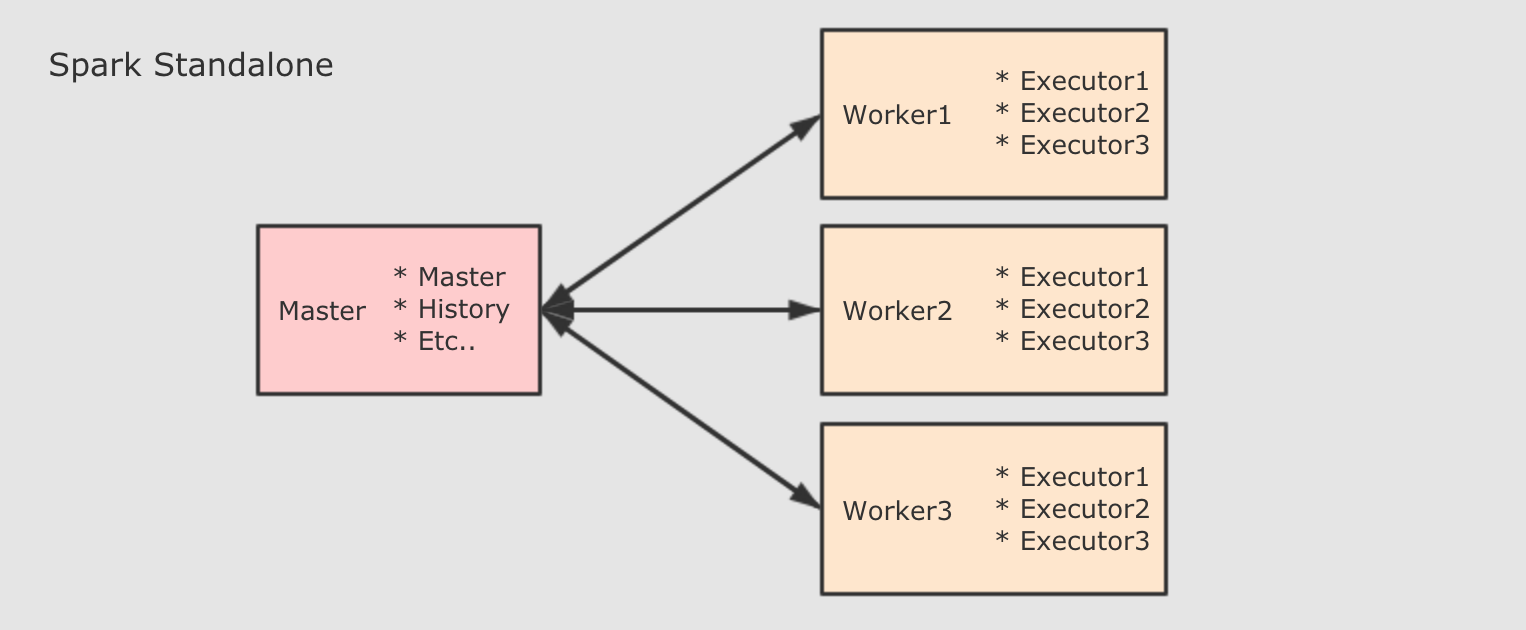 Spark Standalone
Master
* Master
* History
* Etc..
Worker1
* Executor1
* Executor2
* Executor3
Worker2
* Executor1
* Executor2
* Executor3
Worker3
* Executor1
* Executor2
* Executor3